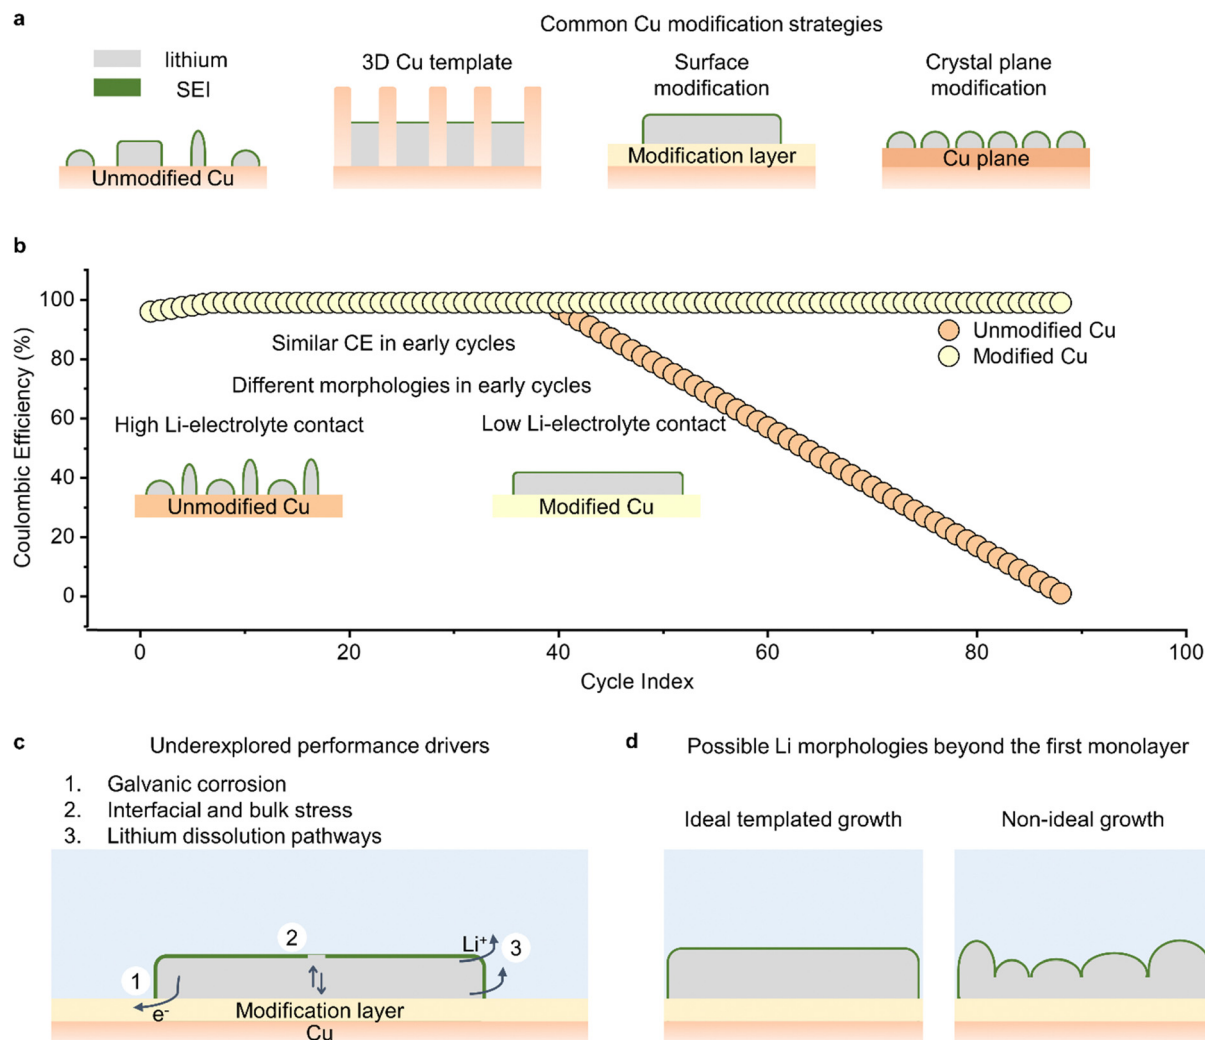 a
Common Cu modification strategies
lithium
SEI
3D Cu template
Surface
modification
Crystal plane
modification
Unmodified Cu
Modification layer
Cu plane
b
Coulombic Efficiency (%)
100
80
60
40
20
0
Similar CE in early cycles
Different morphologies in early cycles
High Li-electrolyte contact
Low Li-electrolyte contact
Unmodified Cu
Modified Cu
Unmodified Cu
Modified Cu
0
20
40
60
80
100
Cycle Index
c
Underexplored performance drivers
1. Galvanic corrosion
2. Interfacial and bulk stress
3. Lithium dissolution pathways
1
2
3
Li⁺
e⁻
Modification layer
Cu
d
Possible Li morphologies beyond the first monolayer
Ideal templated growth
Non-ideal growth